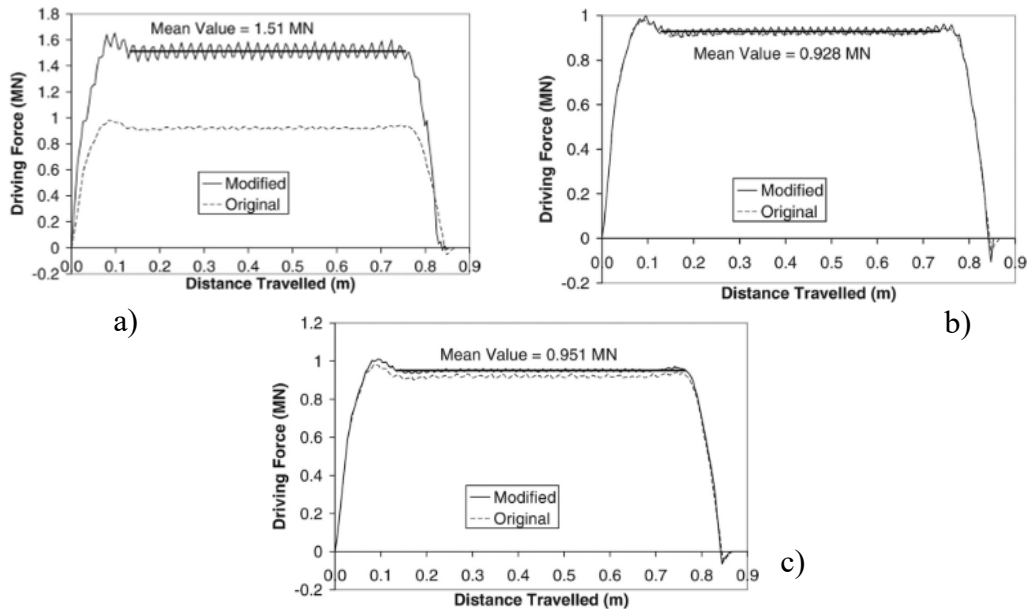 1.8
1.6
1.4
1.2
1
0.8
0.6
0.4
0.2
0
-0.2
Driving Force (MN)
Mean Value = 1.51 MN
Modified
Original
0.0 0.1 0.2 0.3 0.4 0.5 0.6 0.7 0.8 0.9
Distance Travelled (m)
a)
1
0.8
0.6
0.4
0.2
0
-0.2
Driving Force (MN)
Mean Value = 0.928 MN
Modified
Original
0.0 0.1 0.2 0.3 0.4 0.5 0.6 0.7 0.8 0.9
Distance Travelled (m)
b)
1.2
1
0.8
0.6
0.4
0.2
0
-0.2
Driving Force (MN)
Mean Value = 0.951 MN
Modified
Original
0.0 0.1 0.2 0.3 0.4 0.5 0.6 0.7 0.8 0.9
Distance Travelled (m)
c)